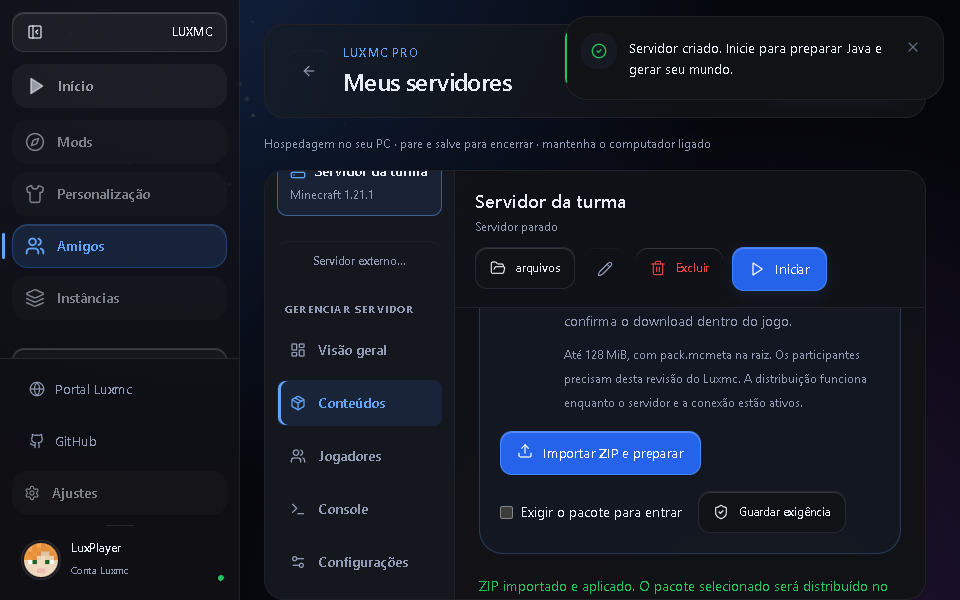 LUXMC
Início
Mods
Personalização
Amigos
Instâncias
Portal Luxmc
GitHub
Ajustes
LuxPlayer
Conta Luxmc
LUXMC PRO
Meus servidores
Servidor criado. Inicie para preparar Java e
gerar seu mundo.
Hospedagem no seu PC · pare e salve para encerrar · mantenha o computador ligado
Servidor da turma
Minecraft 1.21.1
Servidor externo...
GERENCIAR SERVIDOR
Visão geral
Conteúdos
Jogadores
Console
Configurações
Servidor da turma
Servidor parado
arquivos
Excluir
Iniciar
confirma o download dentro do jogo.
Até 128 MiB, com pack.mcmeta na raiz. Os participantes
precisam desta revisão do Luxmc. A distribuição funciona
enquanto o servidor e a conexão estão ativos.
Importar ZIP e preparar
Exigir o pacote para entrar
Guardar exigência
ZIP importado e aplicado. O pacote selecionado será distribuído no